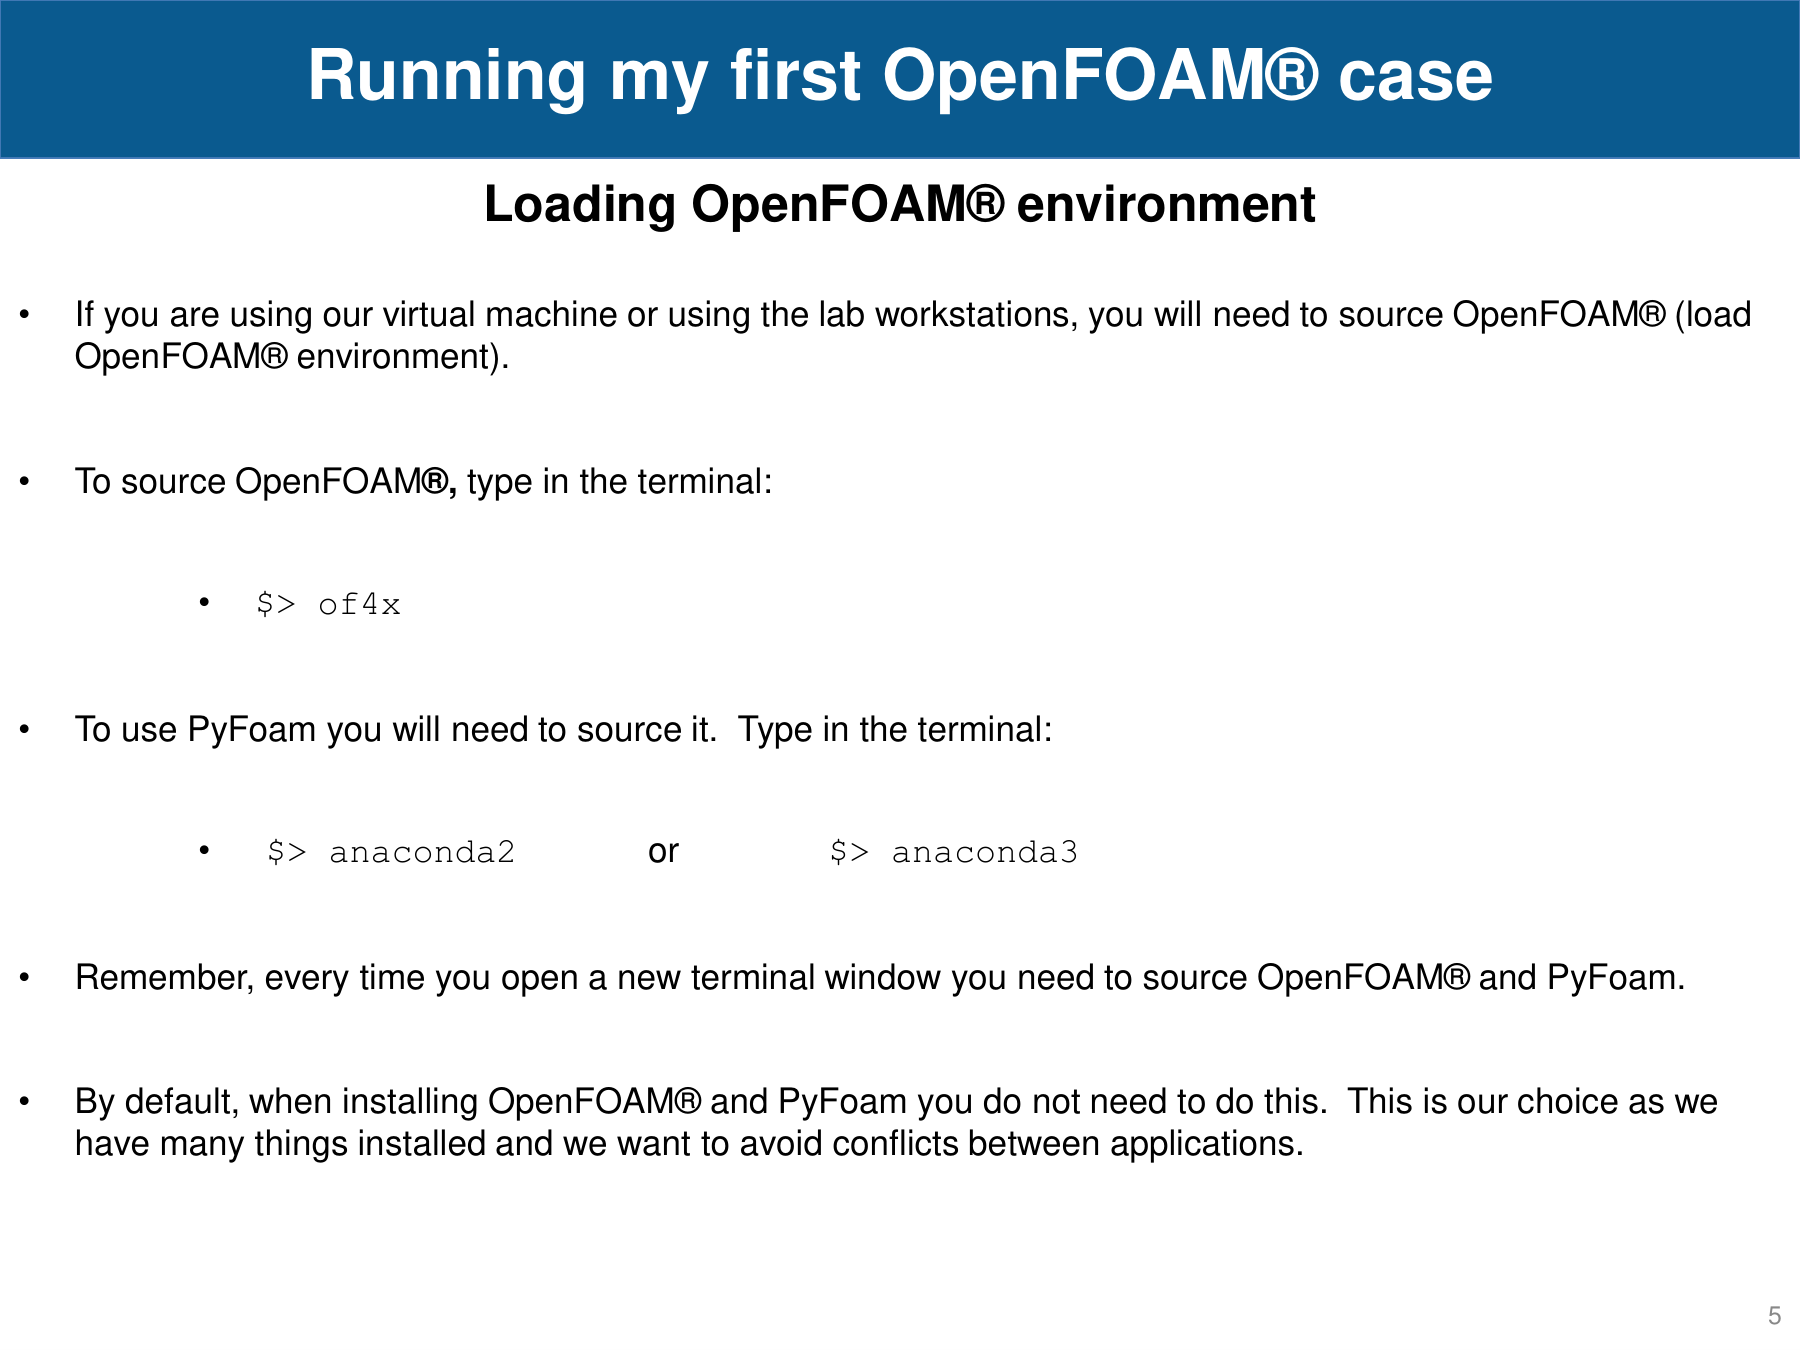 Running my first OpenFOAM® case
Loading OpenFOAM® environment
• If you are using our virtual machine or using the lab workstations, you will need to source OpenFOAM® (load
OpenFOAM® environment).
• To source OpenFOAM®, type in the terminal:
• $> of4x
• To use PyFoam you will need to source it.  Type in the terminal:
• $> anaconda2 or $> anaconda3
• Remember, every time you open a new terminal window you need to source OpenFOAM® and PyFoam.
• By default, when installing OpenFOAM® and PyFoam you do not need to do this.  This is our choice as we
have many things installed and we want to avoid conflicts between applications.
5